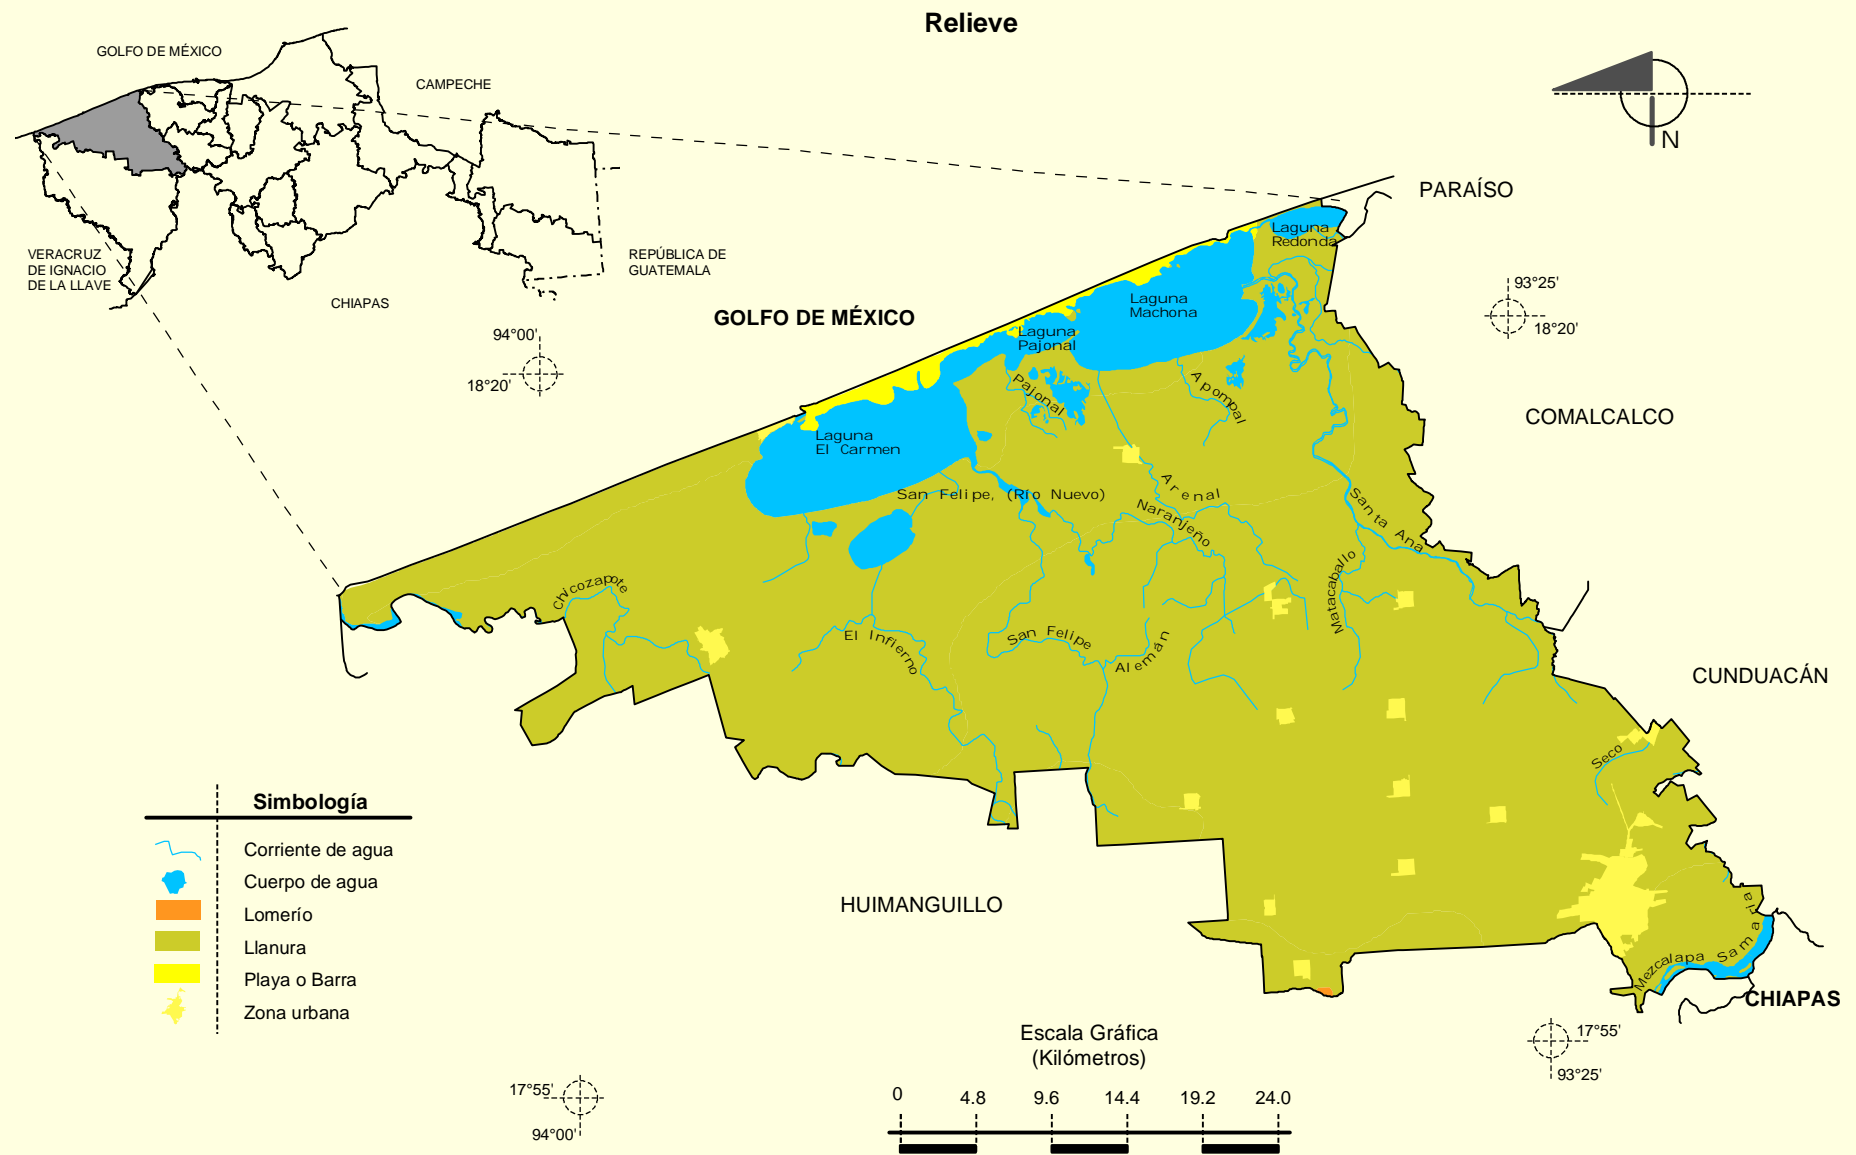 Relieve
GOLFO DE MÉXICO
CAMPECHE
VERACRUZ
DE IGNACIO
DE LA LLAVE
CHIAPAS
REPÚBLICA DE
GUATEMALA
N
PARAÍSO
GOLFO DE MÉXICO
94°00'
18°20'
93°25'
18°20'
COMALCALCO
CUNDUACÁN
HUIMANGUILLO
CHIAPAS
Laguna
Redonda
Laguna
Machona
Laguna
Pajonal
Laguna
El Carmen
Pajonal
Apompal
San Felipe, (Río Nuevo)
Arenal
Naranjeño
Santa Ana
Matacaballo
Chicozapote
El Infierno
San Felipe
Alemán
Seco
Mezcalapa Samaria
Simbología
Corriente de agua
Cuerpo de agua
Lomerío
Llanura
Playa o Barra
Zona urbana
17°55'
94°00'
17°55'
93°25'
Escala Gráfica
(Kilómetros)
0 4.8 9.6 14.4 19.2 24.0